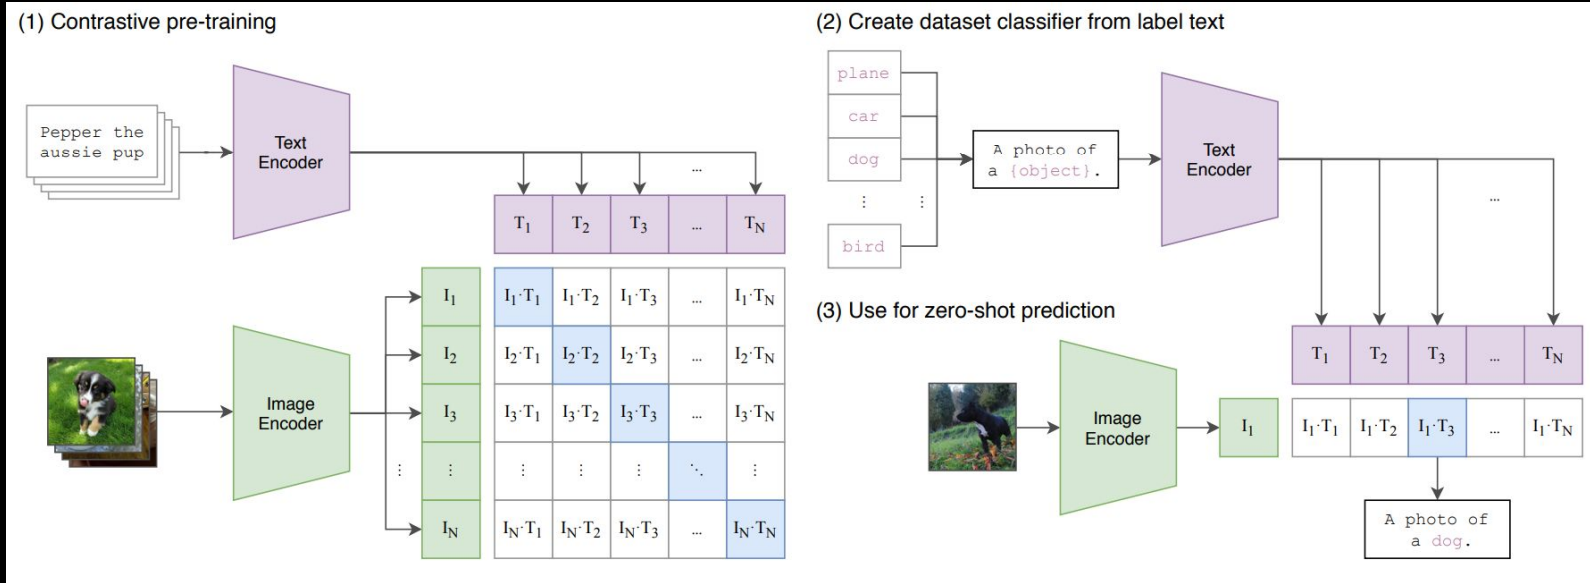 (1) Contrastive pre-training
Pepper the
aussie pup
Text
Encoder
...
T1 T2 T3 ... TN
Image
Encoder
I1 I1·T1 I1·T2 I1·T3 ... I1·TN
I2 I2·T1 I2·T2 I2·T3 ... I2·TN
I3 I3·T1 I3·T2 I3·T3 ... I3·TN
⋮ ⋮ ⋮ ⋮ ⋮ ⋱ ⋮
IN IN·T1 IN·T2 IN·T3 ... IN·TN
(2) Create dataset classifier from label text
plane
car
dog
⋮ ⋮
bird
A photo of
a {object}.
Text
Encoder
...
(3) Use for zero-shot prediction
T1 T2 T3 ... TN
Image
Encoder
I1 I1·T1 I1·T2 I1·T3 ... I1·TN
A photo of
a dog.